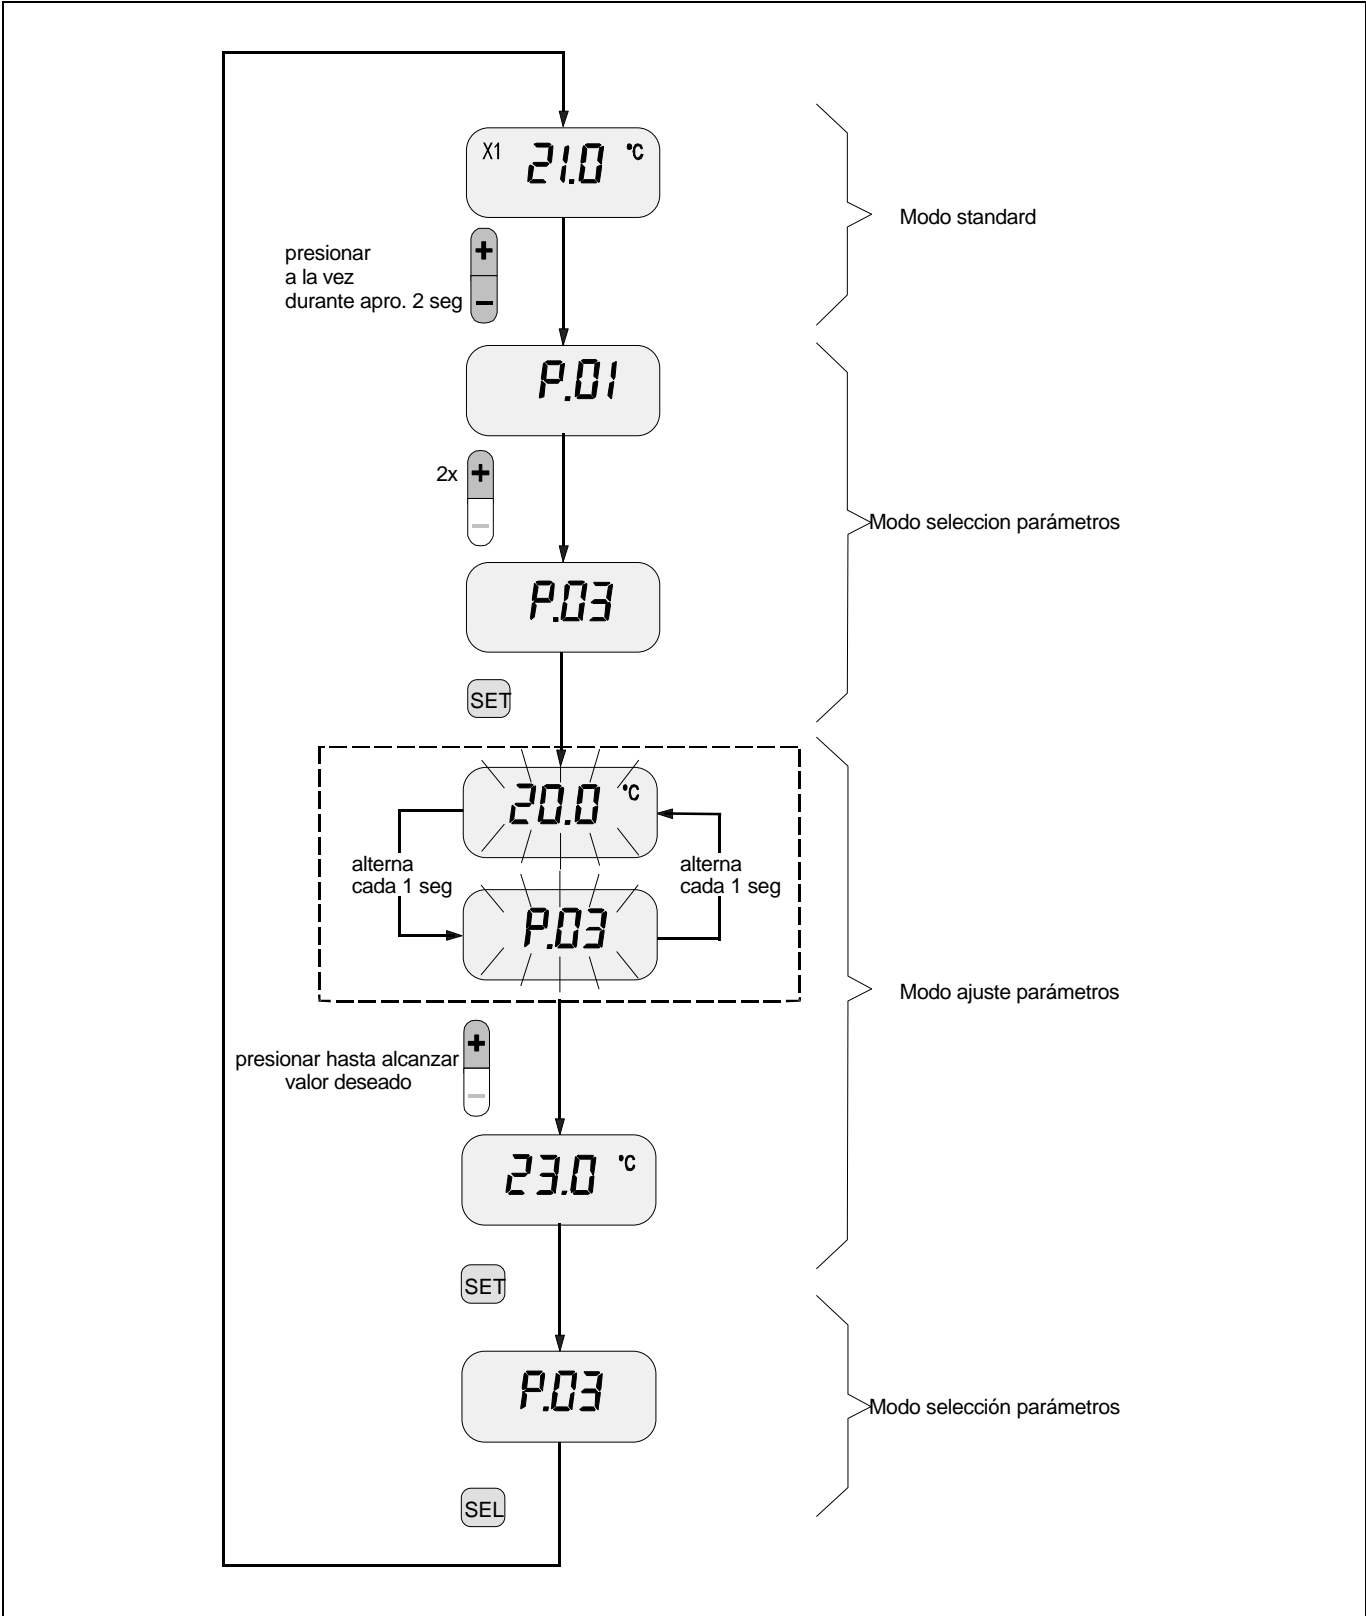 X1 21.0 °C
Modo standard
presionar
a la vez
durante apro. 2 seg
+
−
P.01
2x +
−
Modo seleccion parámetros
P.03
SET
20.0 °C
alterna
cada 1 seg
alterna
cada 1 seg
P.03
Modo ajuste parámetros
+
−
presionar hasta alcanzar
valor deseado
23.0 °C
SET
P.03
Modo selección parámetros
SEL